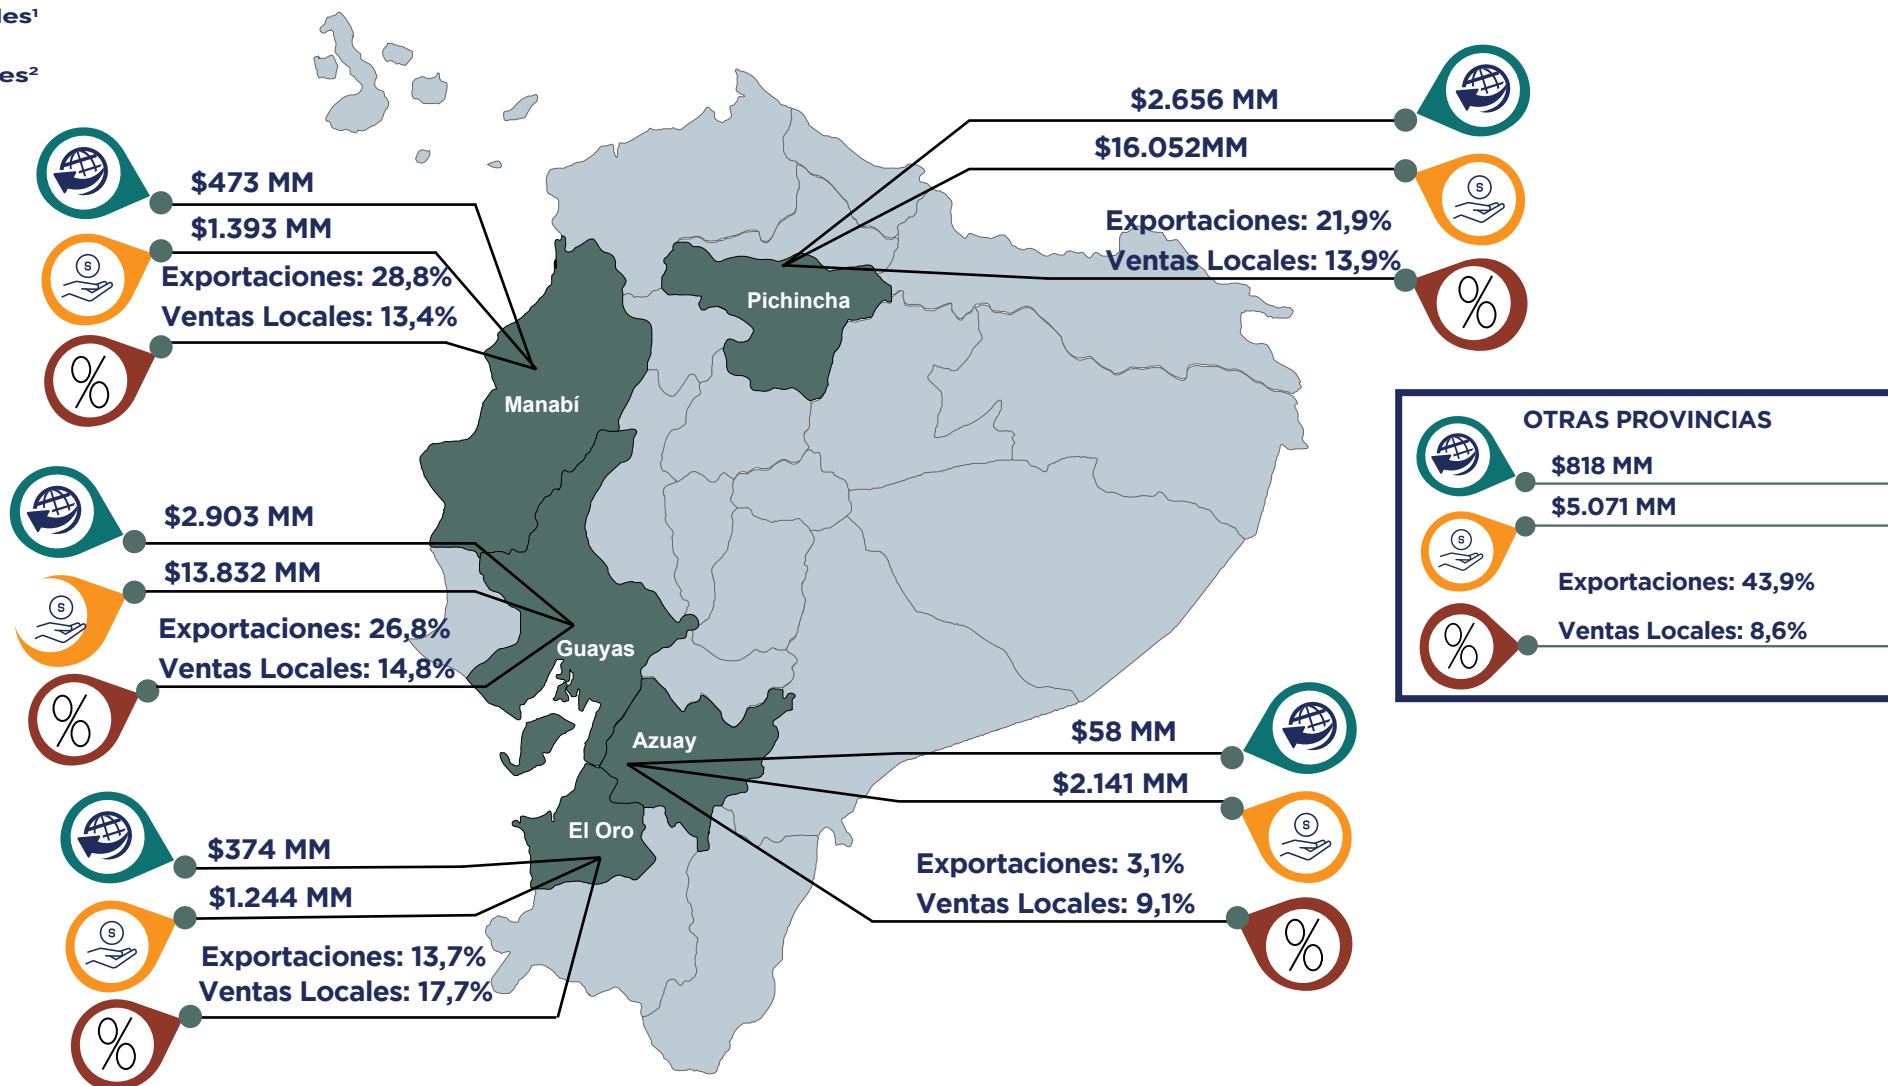 $473 MM
$1.393 MM
Exportaciones: 28,8%
Ventas Locales: 13,4%
%
Manabí
$2.656 MM
$16.052MM
Exportaciones: 21,9%
Ventas Locales: 13,9%
%
Pichincha
OTRAS PROVINCIAS
$818 MM
$5.071 MM
Exportaciones: 43,9%
Ventas Locales: 8,6%
%
$2.903 MM
$13.832 MM
Exportaciones: 26,8%
Ventas Locales: 14,8%
%
Guayas
Azuay
$58 MM
$2.141 MM
Exportaciones: 3,1%
Ventas Locales: 9,1%
%
El Oro
$374 MM
$1.244 MM
Exportaciones: 13,7%
Ventas Locales: 17,7%
%